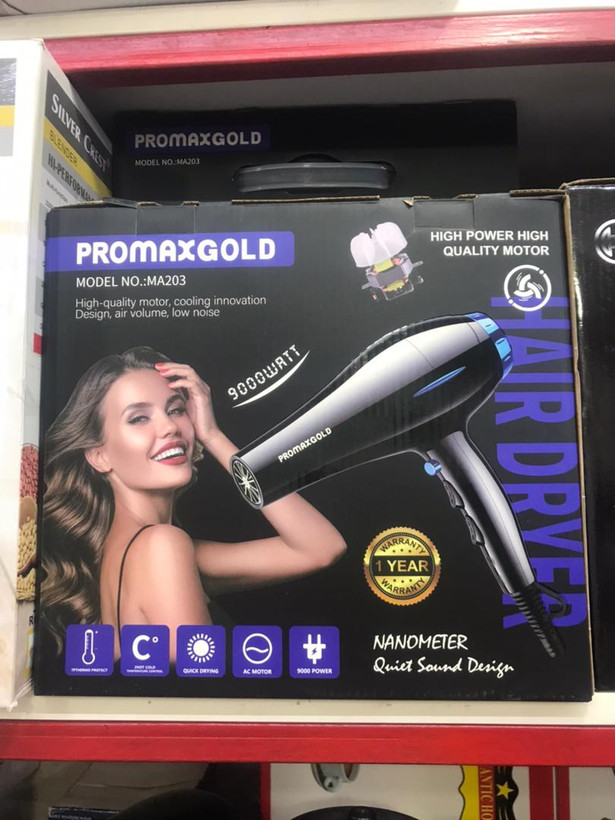 SILVER CREST
BLENDER
PROMAXGOLD
MODEL NO.:MA203
PROMAXGOLD
MODEL NO.:MA203
High-quality motor, cooling innovation
Design, air volume, low noise
HIGH POWER HIGH
QUALITY MOTOR
9000WATT
PROMAXGOLD
HAIR DRYER
WARRANTY
1 YEAR
WARRANTY
C°
QUICK DRYING
AC MOTOR
9000 POWER
NANOMETER
Quiet Sound Design